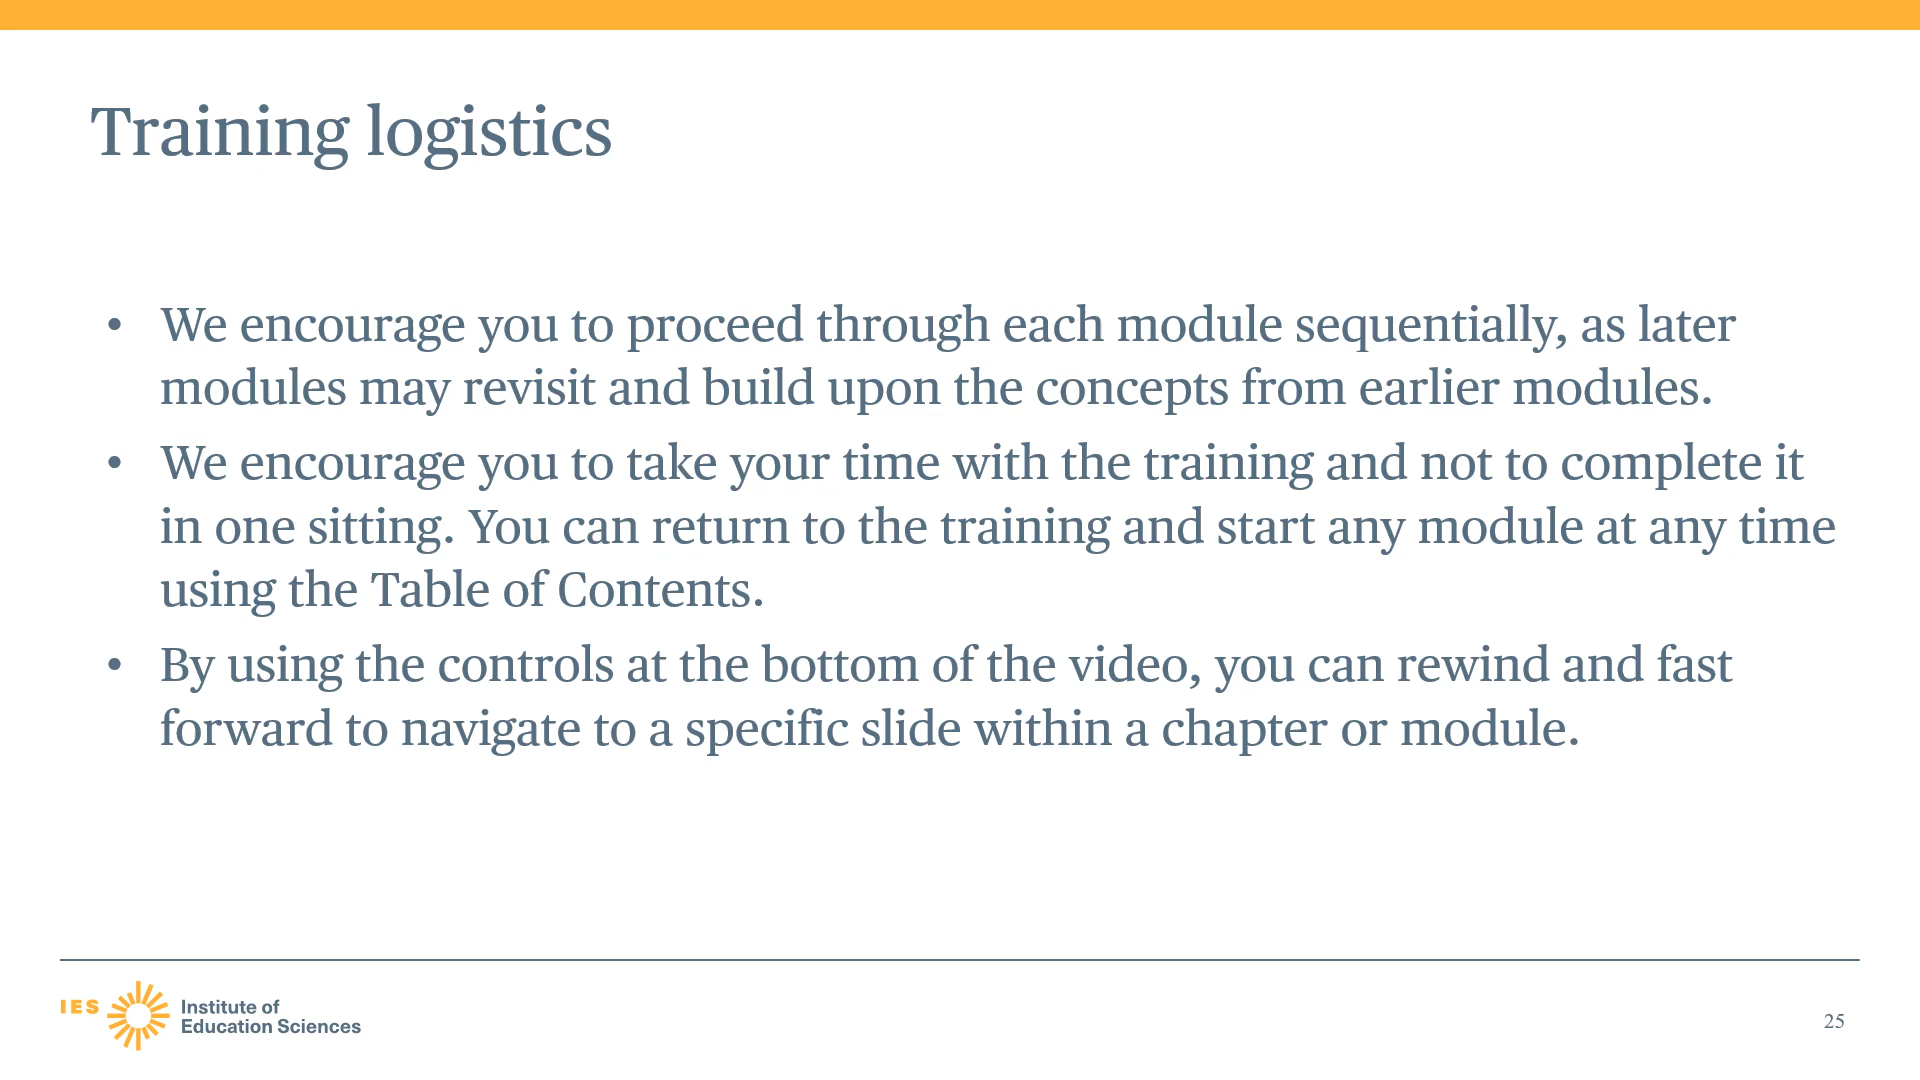 Training logistics
• We encourage you to proceed through each module sequentially, as later
modules may revisit and build upon the concepts from earlier modules.
• We encourage you to take your time with the training and not to complete it
in one sitting. You can return to the training and start any module at any time
using the Table of Contents.
• By using the controls at the bottom of the video, you can rewind and fast
forward to navigate to a specific slide within a chapter or module.
IES
Institute of
Education Sciences
25